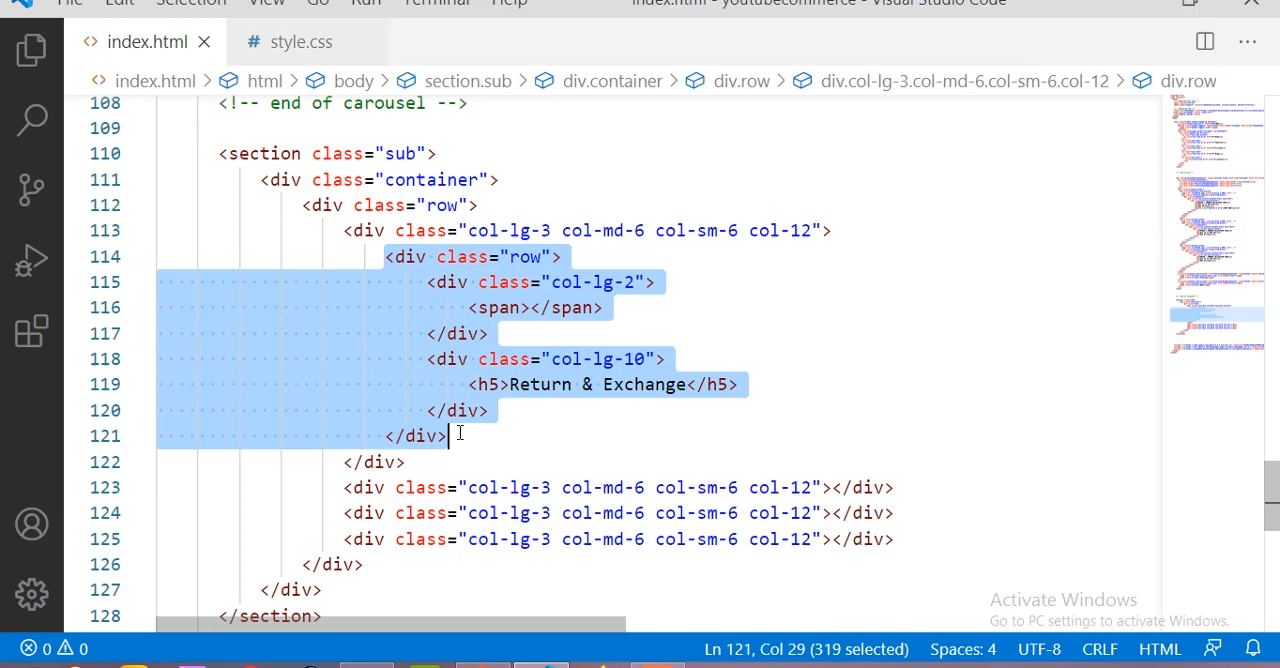 File Edit Selection View Go Run Terminal Help index.html - youtubecommerce - Visual Studio Code
<> index.html × # style.css ···
<> index.html > html > body > section.sub > div.container > div.row > div.col-lg-3.col-md-6.col-sm-6.col-12 > div.row
108 <!-- end of carousel -->
109
110 <section class="sub">
111 <div class="container">
112 <div class="row">
113 <div class="col-lg-3 col-md-6 col-sm-6 col-12">
114 <div class="row">
115 <div class="col-lg-2">
116 <span></span>
117 </div>
118 <div class="col-lg-10">
119 <h5>Return & Exchange</h5>
120 </div>
121 </div>
122 </div>
123 <div class="col-lg-3 col-md-6 col-sm-6 col-12"></div>
124 <div class="col-lg-3 col-md-6 col-sm-6 col-12"></div>
125 <div class="col-lg-3 col-md-6 col-sm-6 col-12"></div>
126 </div>
127 </div>
128 </section>
Activate Windows
Go to PC settings to activate Windows.
0 0 Ln 121, Col 29 (319 selected) Spaces: 4 UTF-8 CRLF HTML